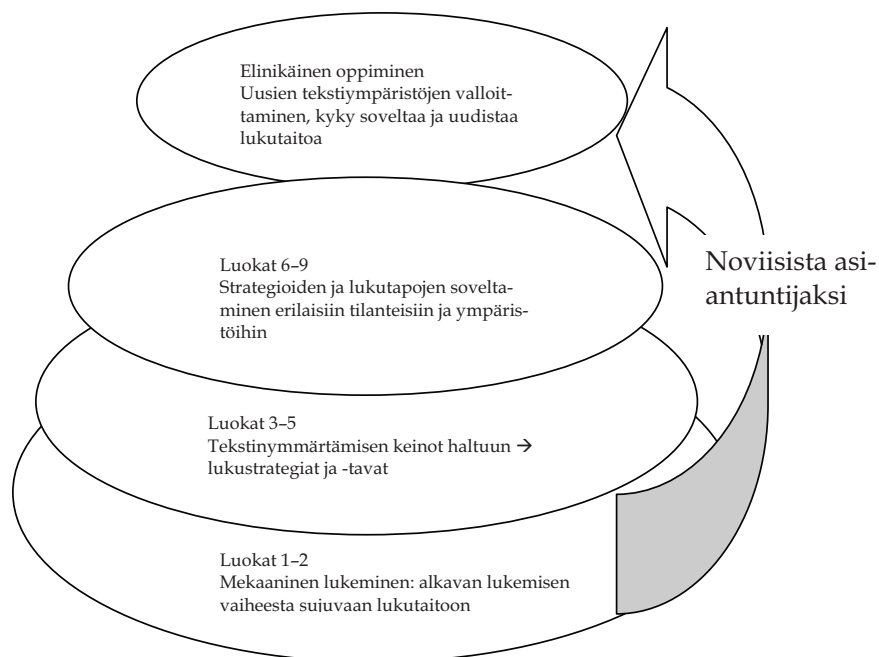 Elinikäinen oppiminen
Uusien tekstiympäristöjen valloit-
taminen, kyky soveltaa ja uudistaa
lukutaitoa
Luokat 6–9
Strategioiden ja lukutapojen sovelta-
minen erilaisiin tilanteisiin ja ympäris-
töihin
Noviisista asi-
antuntijaksi
Luokat 3–5
Tekstinymmärtämisen keinot haltuun →
lukustrategiat ja -tavat
Luokat 1–2
Mekaaninen lukeminen: alkavan lukemisen
vaiheesta sujuvaan lukutaitoon